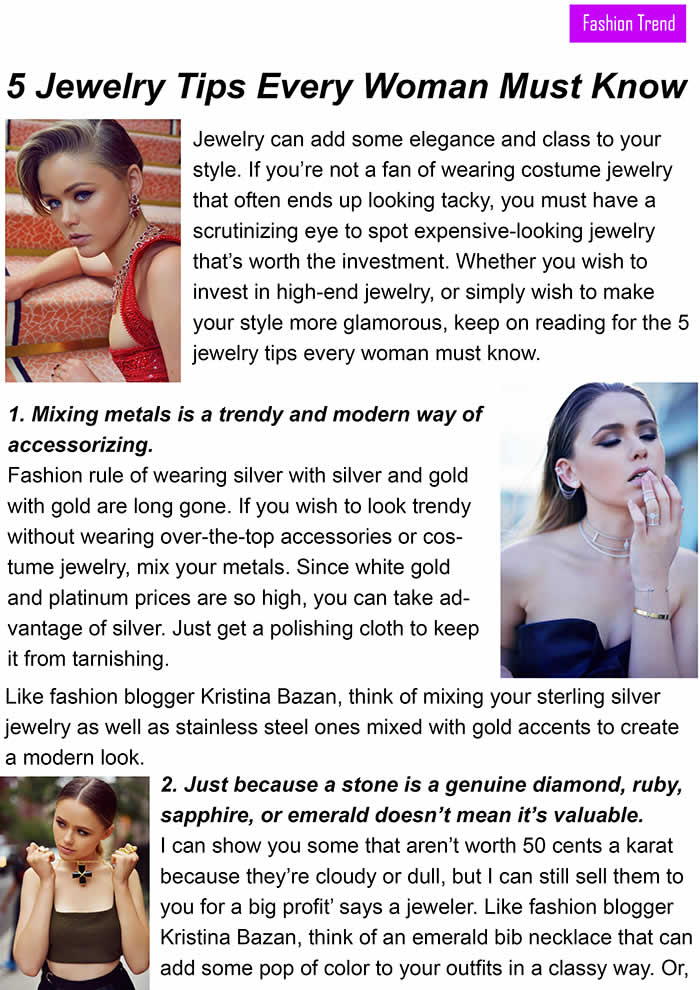 Fashion Trend
5 Jewelry Tips Every Woman Must Know
Jewelry can add some elegance and class to your
style. If you’re not a fan of wearing costume jewelry
that often ends up looking tacky, you must have a
scrutinizing eye to spot expensive-looking jewelry
that’s worth the investment. Whether you wish to
invest in high-end jewelry, or simply wish to make
your style more glamorous, keep on reading for the 5
jewelry tips every woman must know.
1. Mixing metals is a trendy and modern way of
accessorizing.
Fashion rule of wearing silver with silver and gold
with gold are long gone. If you wish to look trendy
without wearing over-the-top accessories or cos-
tume jewelry, mix your metals. Since white gold
and platinum prices are so high, you can take ad-
vantage of silver. Just get a polishing cloth to keep
it from tarnishing.
Like fashion blogger Kristina Bazan, think of mixing your sterling silver
jewelry as well as stainless steel ones mixed with gold accents to create
a modern look.
2. Just because a stone is a genuine diamond, ruby,
sapphire, or emerald doesn’t mean it’s valuable.
I can show you some that aren’t worth 50 cents a karat
because they’re cloudy or dull, but I can still sell them to
you for a big profit’ says a jeweler. Like fashion blogger
Kristina Bazan, think of an emerald bib necklace that can
add some pop of color to your outfits in a classy way. Or,